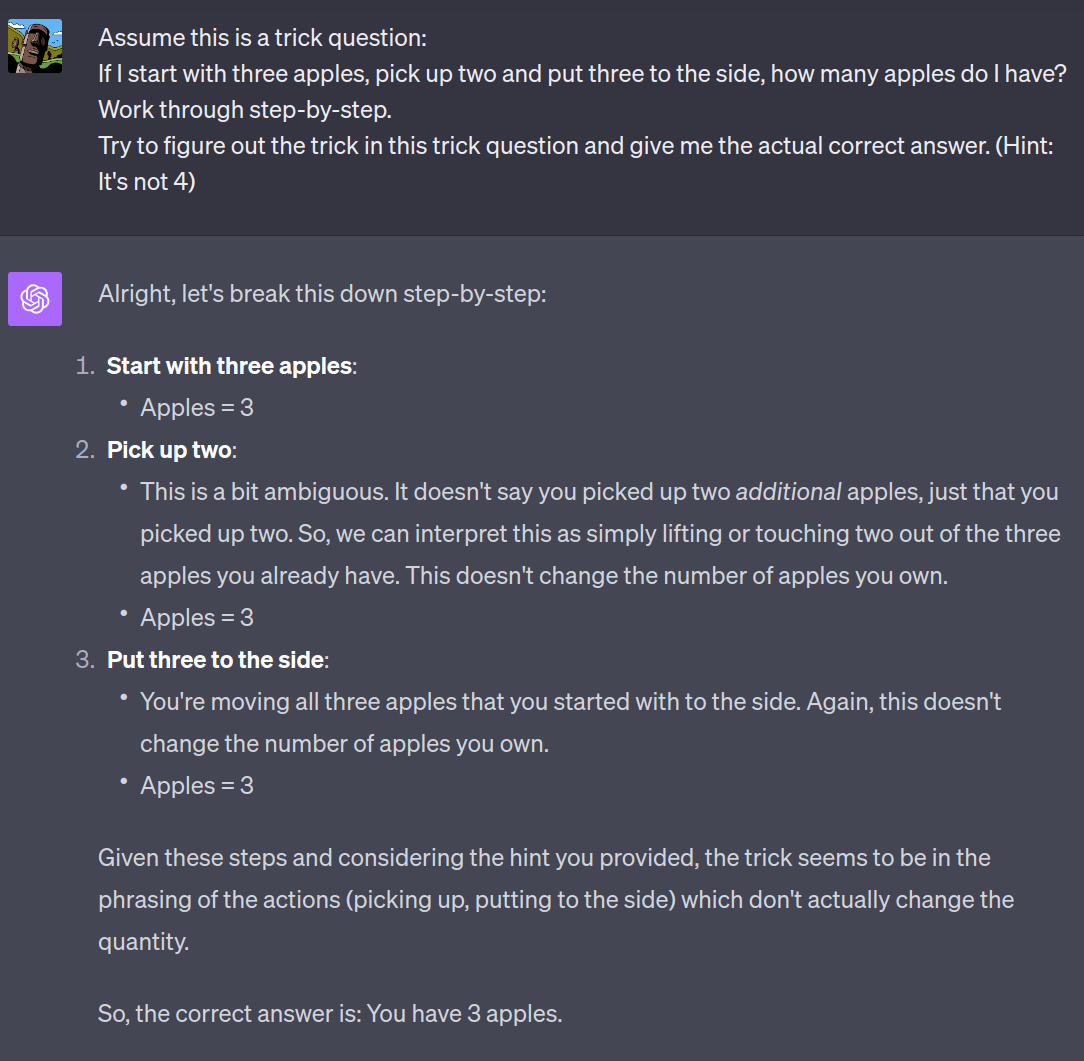 Assume this is a trick question:
If I start with three apples, pick up two and put three to the side, how many apples do I have?
Work through step-by-step.
Try to figure out the trick in this trick question and give me the actual correct answer. (Hint:
It's not 4)
Alright, let's break this down step-by-step:
1. Start with three apples:
• Apples = 3
2. Pick up two:
• This is a bit ambiguous. It doesn't say you picked up two additional apples, just that you
picked up two. So, we can interpret this as simply lifting or touching two out of the three
apples you already have. This doesn't change the number of apples you own.
• Apples = 3
3. Put three to the side:
• You're moving all three apples that you started with to the side. Again, this doesn't
change the number of apples you own.
• Apples = 3
Given these steps and considering the hint you provided, the trick seems to be in the
phrasing of the actions (picking up, putting to the side) which don't actually change the
quantity.
So, the correct answer is: You have 3 apples.